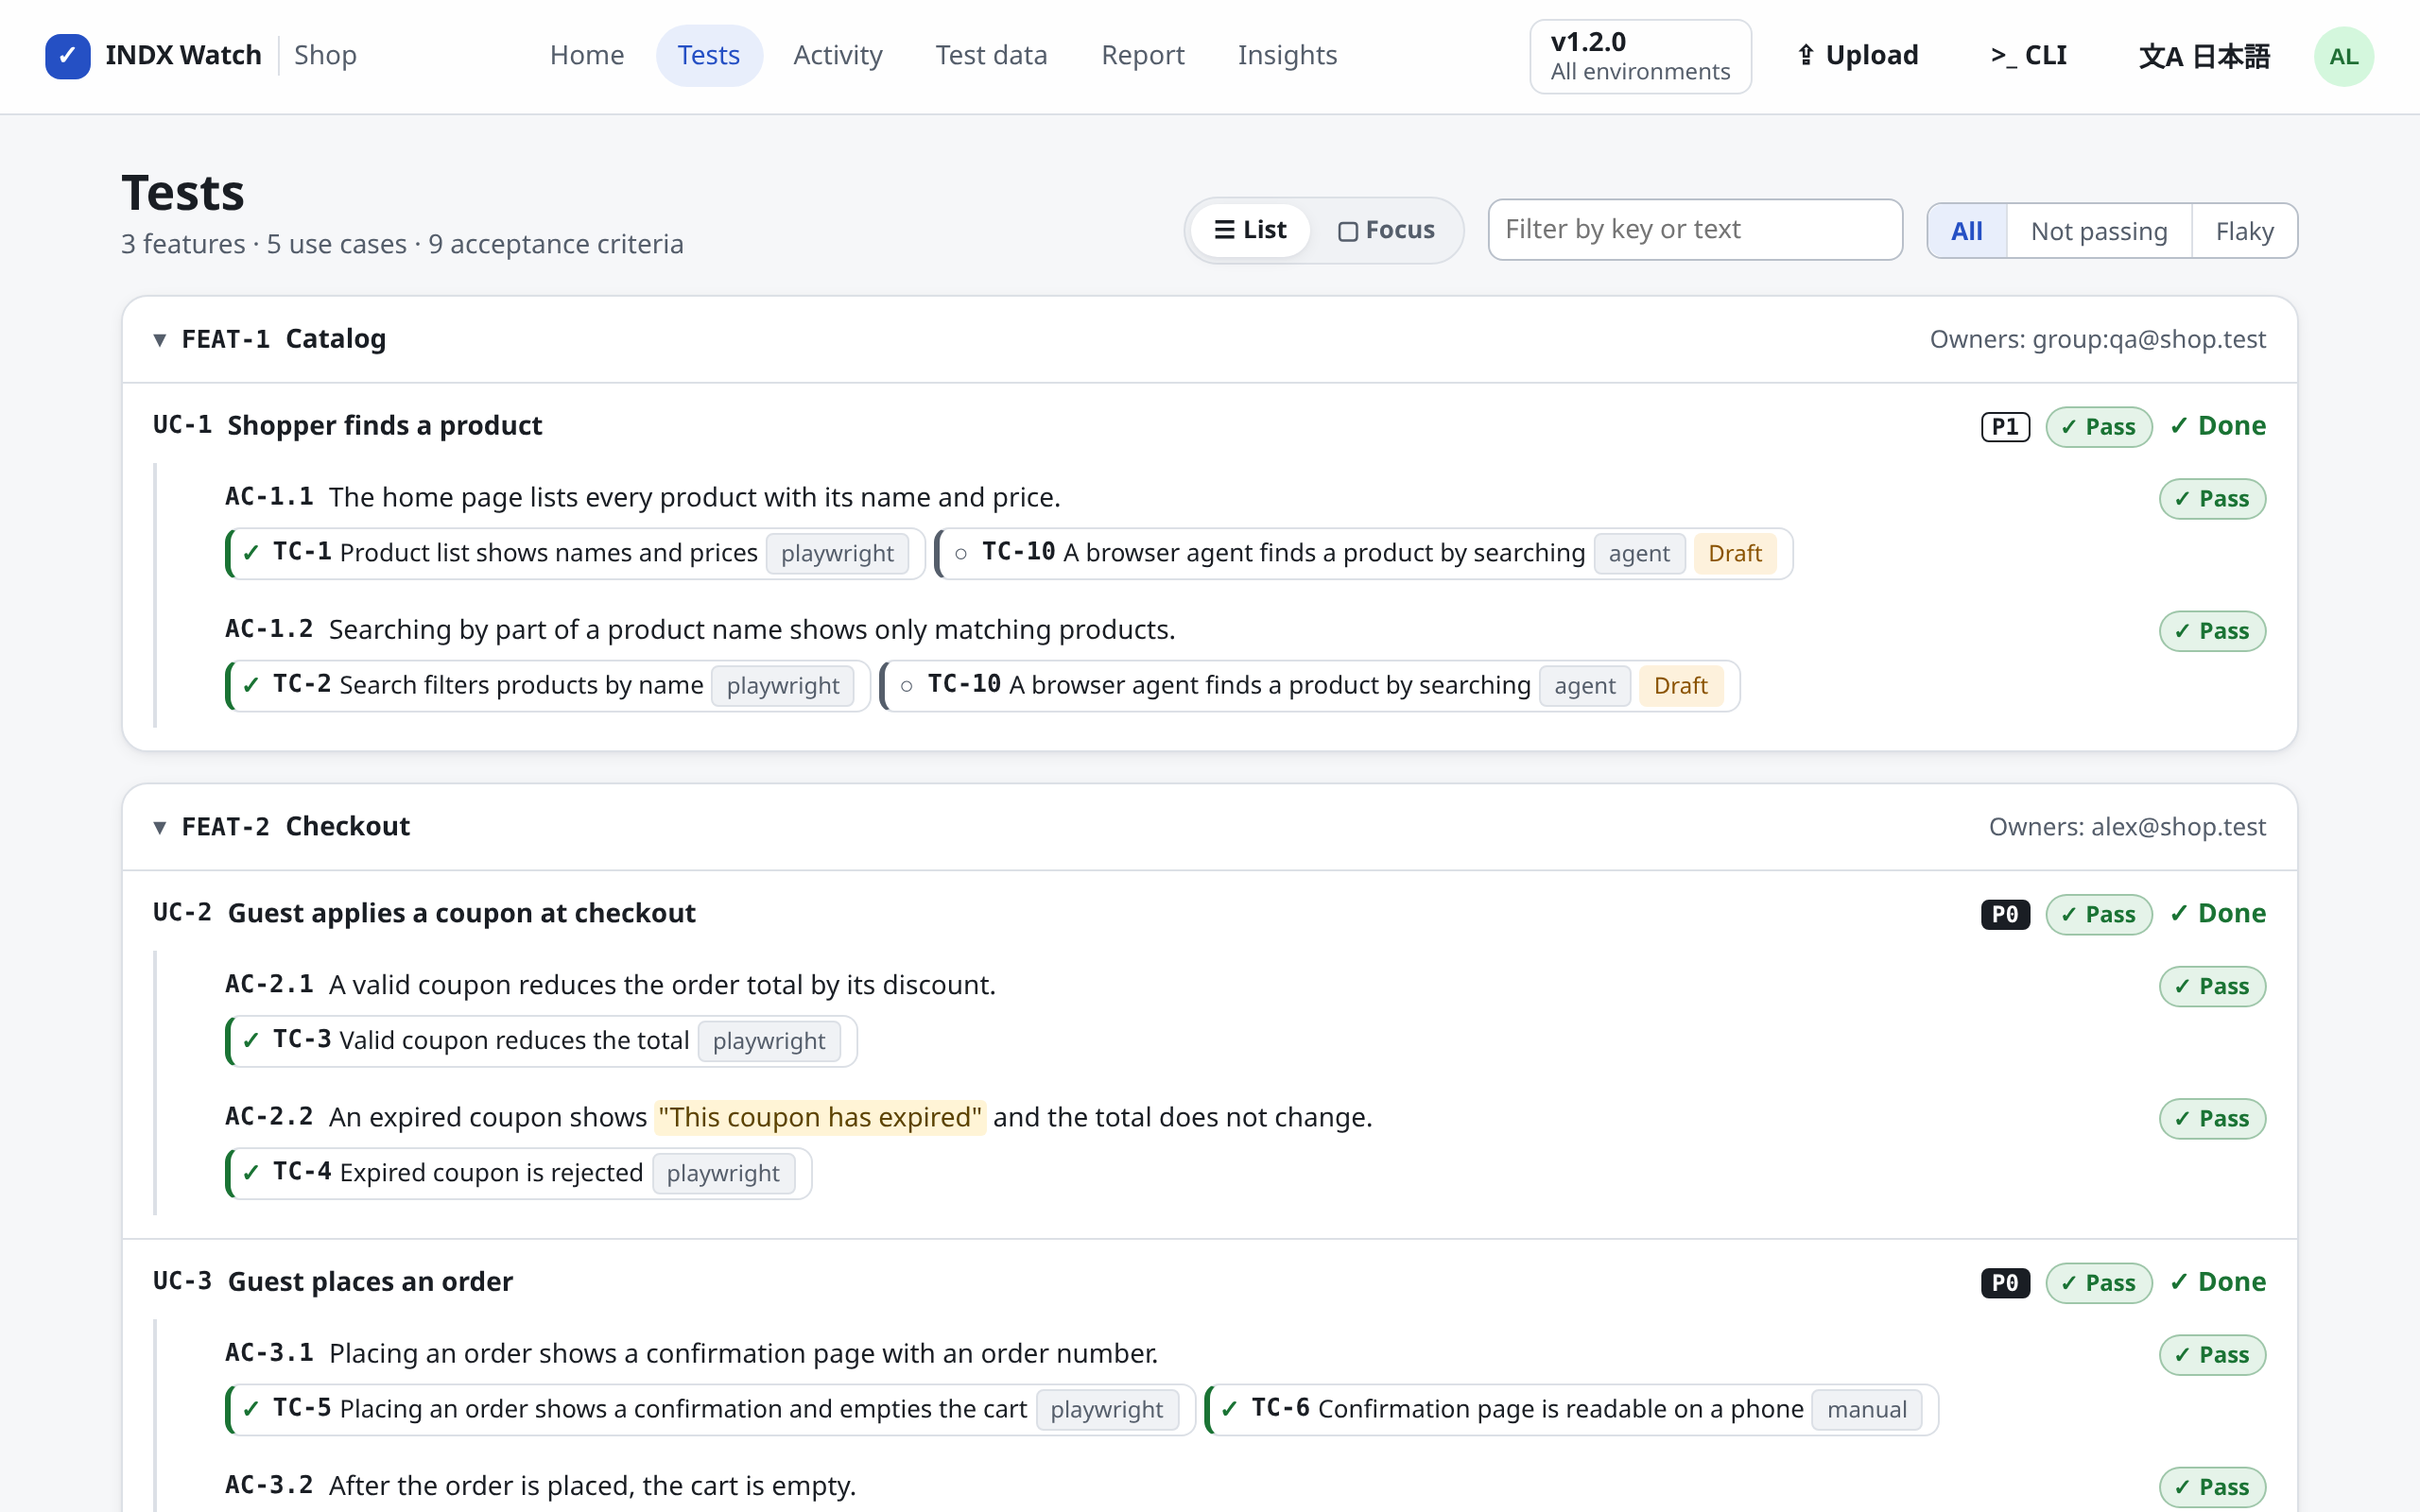 ✓ INDX Watch Shop Home Tests Activity Test data Report Insights v1.2.0 All environments ⇪ Upload >_ CLI 文A 日本語 AL
Tests
3 features · 5 use cases · 9 acceptance criteria
☰ List ▢ Focus Filter by key or text All Not passing Flaky
▼ FEAT-1 Catalog Owners: group:qa@shop.test
UC-1 Shopper finds a product P1 ✓ Pass ✓ Done
AC-1.1 The home page lists every product with its name and price. ✓ Pass
✓ TC-1 Product list shows names and prices playwright ○ TC-10 A browser agent finds a product by searching agent Draft
AC-1.2 Searching by part of a product name shows only matching products. ✓ Pass
✓ TC-2 Search filters products by name playwright ○ TC-10 A browser agent finds a product by searching agent Draft
▼ FEAT-2 Checkout Owners: alex@shop.test
UC-2 Guest applies a coupon at checkout P0 ✓ Pass ✓ Done
AC-2.1 A valid coupon reduces the order total by its discount. ✓ Pass
✓ TC-3 Valid coupon reduces the total playwright
AC-2.2 An expired coupon shows "This coupon has expired" and the total does not change. ✓ Pass
✓ TC-4 Expired coupon is rejected playwright
UC-3 Guest places an order P0 ✓ Pass ✓ Done
AC-3.1 Placing an order shows a confirmation page with an order number. ✓ Pass
✓ TC-5 Placing an order shows a confirmation and empties the cart playwright ✓ TC-6 Confirmation page is readable on a phone manual
AC-3.2 After the order is placed, the cart is empty. ✓ Pass